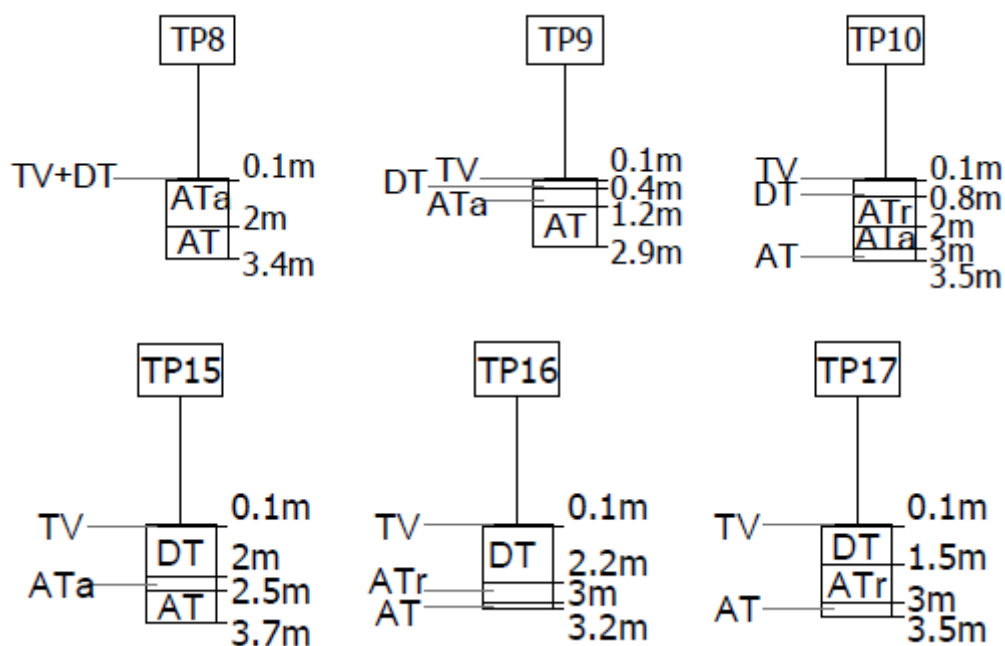 TP8
TV+DT
0.1m
ATa
2m
AT
3.4m
TP9
TV
0.1m
DT
0.4m
ATa
1.2m
AT
2.9m
TP10
TV
0.1m
DT
0.8m
ATr
2m
ATa
3m
AT
3.5m
TP15
TV
0.1m
DT
2m
ATa
2.5m
AT
3.7m
TP16
TV
0.1m
DT
2.2m
ATr
3m
AT
3.2m
TP17
TV
0.1m
DT
1.5m
ATr
3m
AT
3.5m